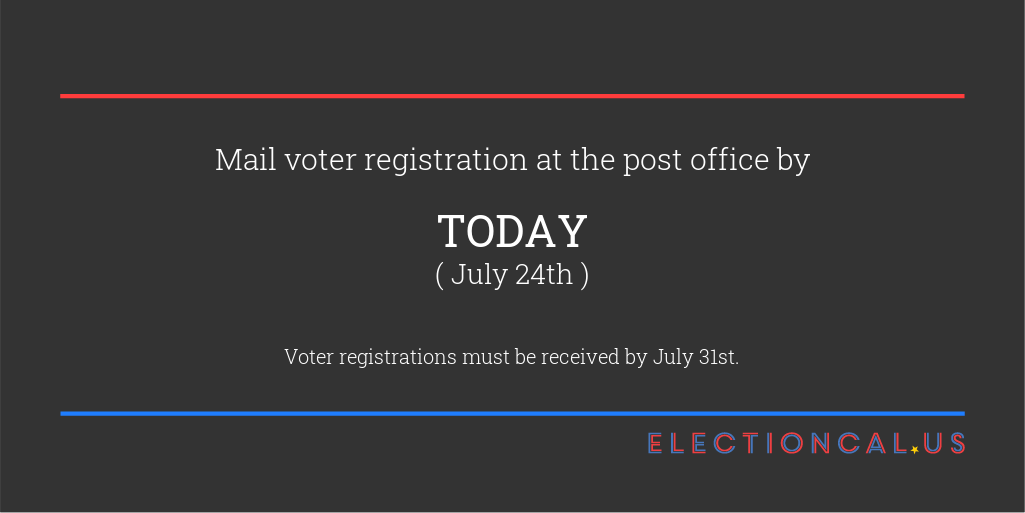 Mail voter registration at the post office by
TODAY
( July 24th )
Voter registrations must be received by July 31st.
ELECTIONCAL.US